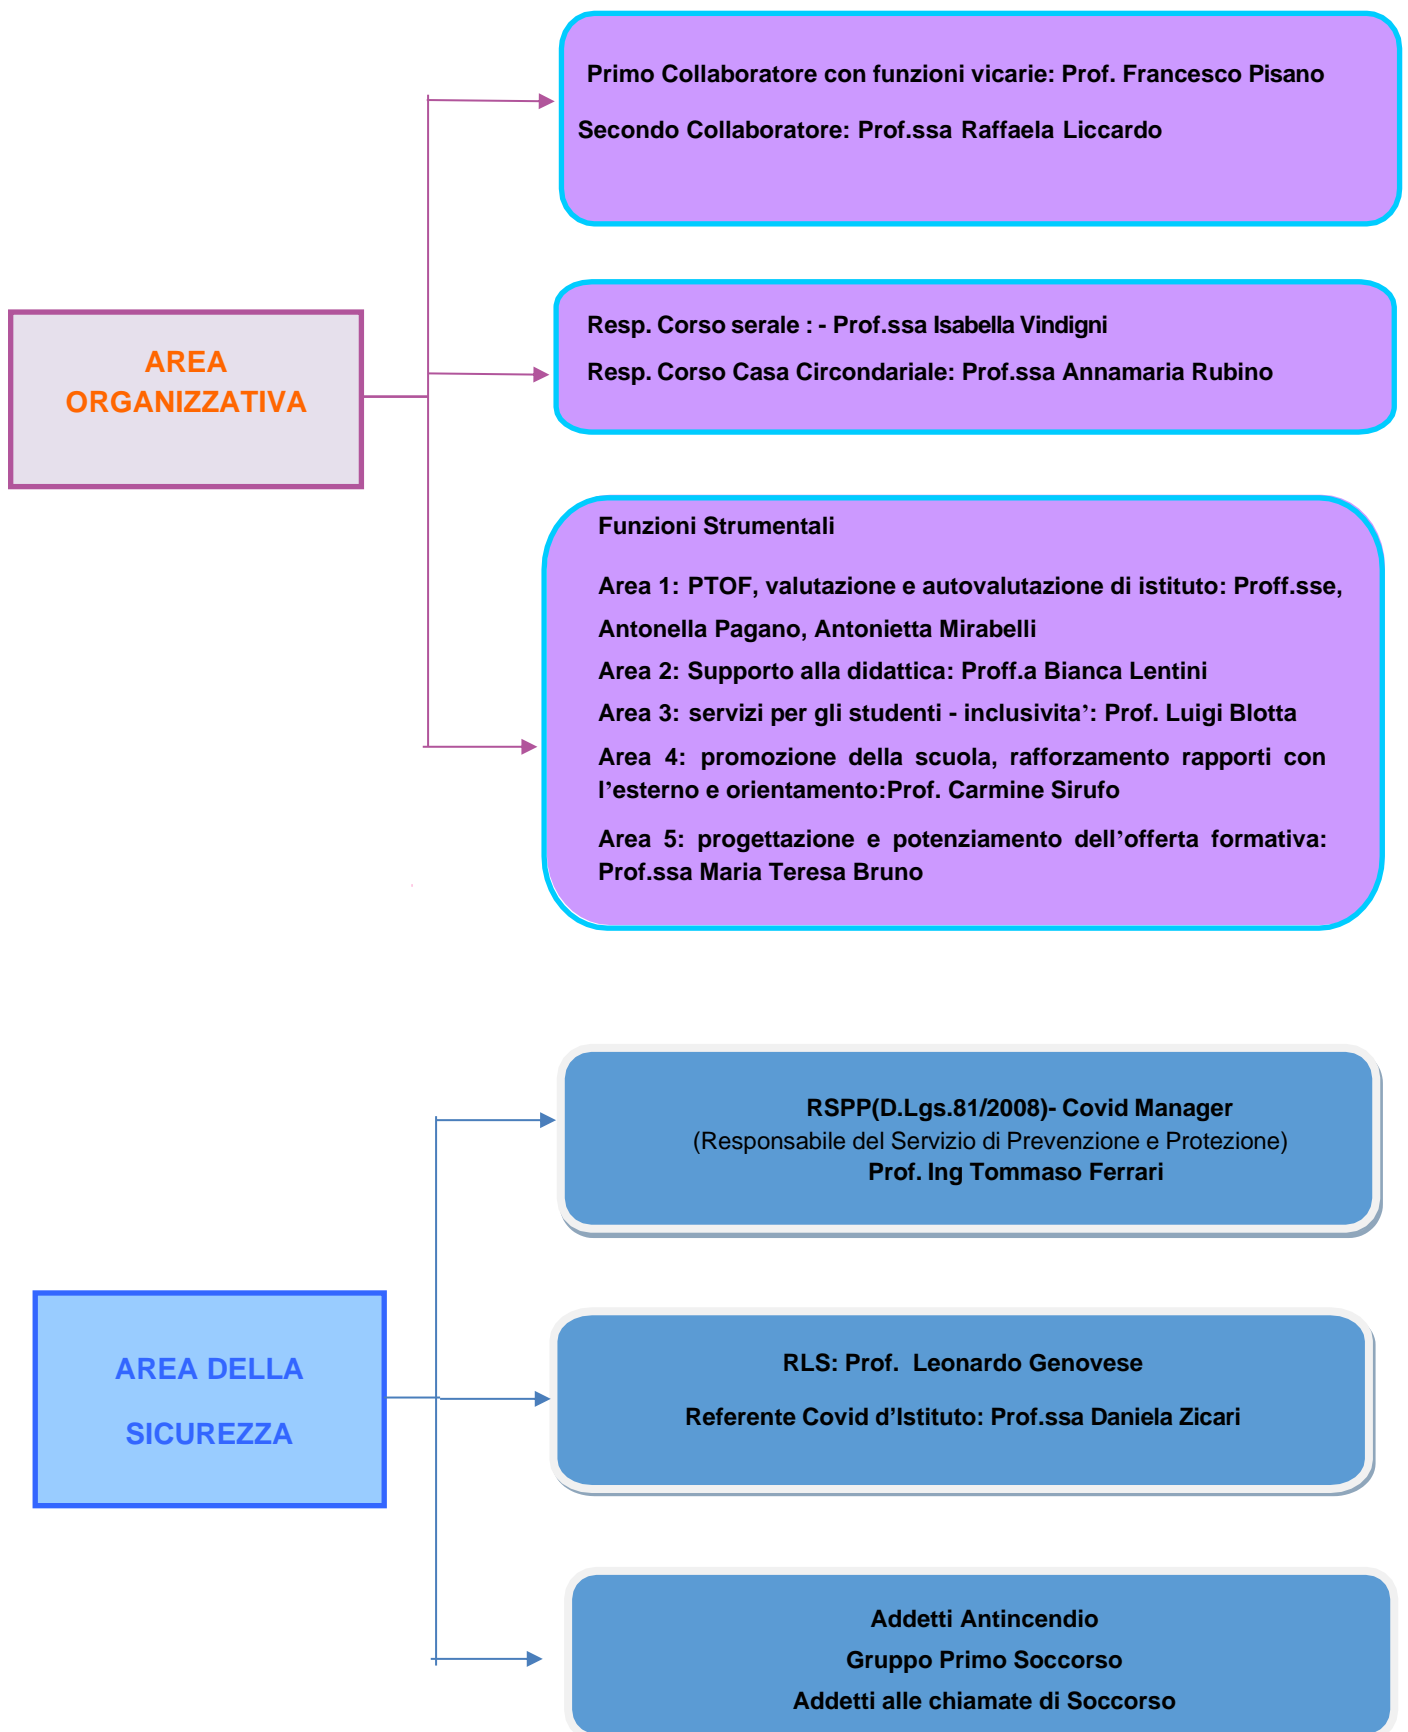 Primo Collaboratore con funzioni vicarie: Prof. Francesco Pisano
Secondo Collaboratore: Prof.ssa Raffaela Liccardo
AREA
ORGANIZZATIVA
Resp. Corso serale : - Prof.ssa Isabella Vindigni
Resp. Corso Casa Circondariale: Prof.ssa Annamaria Rubino
Funzioni Strumentali
Area 1: PTOF, valutazione e autovalutazione di istituto: Proff.sse,
Antonella Pagano, Antonietta Mirabelli
Area 2: Supporto alla didattica: Proff.a Bianca Lentini
Area 3: servizi per gli studenti - inclusivita’: Prof. Luigi Blotta
Area 4: promozione della scuola, rafforzamento rapporti con
l’esterno e orientamento:Prof. Carmine Sirufo
Area 5: progettazione e potenziamento dell’offerta formativa:
Prof.ssa Maria Teresa Bruno
RSPP(D.Lgs.81/2008)- Covid Manager
(Responsabile del Servizio di Prevenzione e Protezione)
Prof. Ing Tommaso Ferrari
AREA DELLA
SICUREZZA
RLS: Prof. Leonardo Genovese
Referente Covid d’Istituto: Prof.ssa Daniela Zicari
Addetti Antincendio
Gruppo Primo Soccorso
Addetti alle chiamate di Soccorso